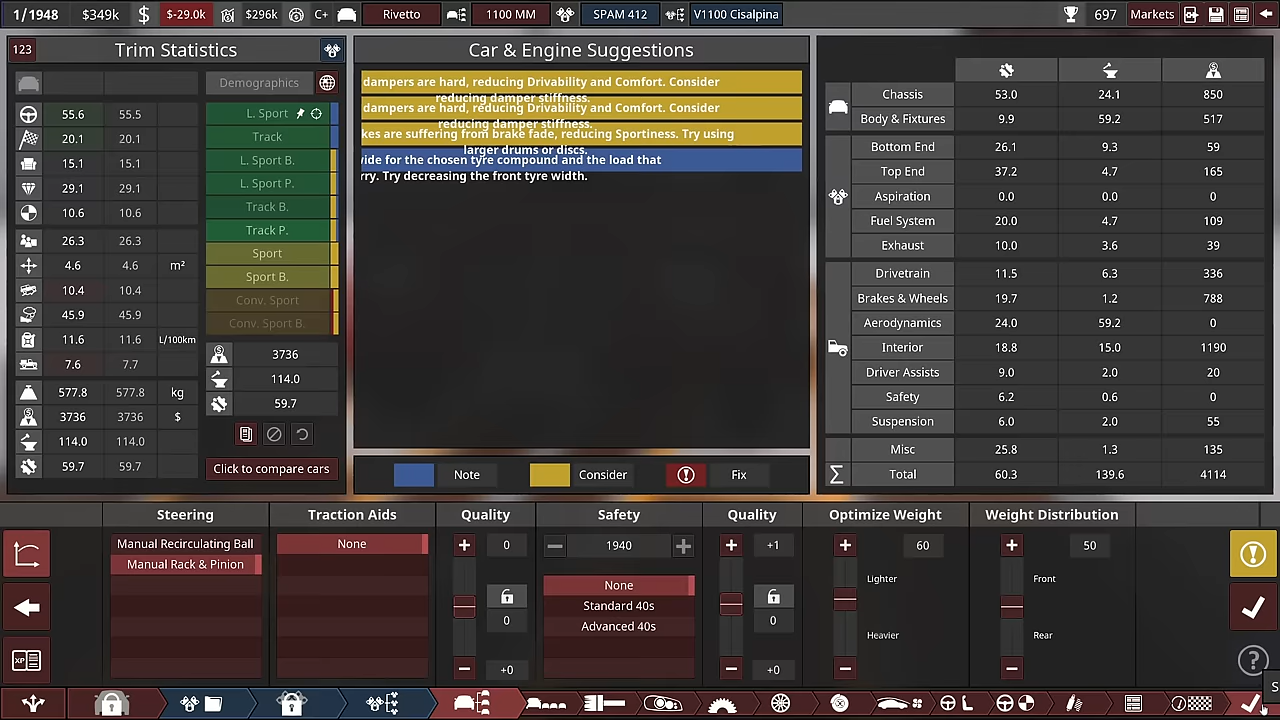 1/1948
$349k
$-29.0k
$296k
C+
Rivetto
1100 MM
SPAM 412
V1100 Cisalpina
697
Markets
123
Trim Statistics
Demographics
55.6 55.5
20.1 20.1
15.1 15.1
29.1 29.1
10.6 10.6
26.3 26.3
4.6 4.6 m²
10.4 10.4
45.9 45.9
11.6 11.6 L/100km
7.6 7.7
577.8 577.8 kg
3736 3736 $
114.0 114.0
59.7 59.7
L. Sport
Track
L. Sport B.
L. Sport P.
Track B.
Track P.
Sport
Sport B.
Conv. Sport
Conv. Sport B.
3736
114.0
59.7
Click to compare cars
Car & Engine Suggestions
dampers are hard, reducing Drivability and Comfort. Consider
reducing damper stiffness.
dampers are hard, reducing Drivability and Comfort. Consider
reducing damper stiffness.
kes are suffering from brake fade, reducing Sportiness. Try using
larger drums or discs.
ide for the chosen tyre compound and the load that
rry. Try decreasing the front tyre width.
Note
Consider
Fix
Chassis 53.0 24.1 850
Body & Fixtures 9.9 59.2 517
Bottom End 26.1 9.3 59
Top End 37.2 4.7 165
Aspiration 0.0 0.0 0
Fuel System 20.0 4.7 109
Exhaust 10.0 3.6 39
Drivetrain 11.5 6.3 336
Brakes & Wheels 19.7 1.2 788
Aerodynamics 24.0 59.2 0
Interior 18.8 15.0 1190
Driver Assists 9.0 2.0 20
Safety 6.2 0.6 0
Suspension 6.0 2.0 55
Misc 25.8 1.3 135
Total 60.3 139.6 4114
Steering
Manual Recirculating Ball
Manual Rack & Pinion
Traction Aids
None
Quality
0
0
+0
Safety
1940
None
Standard 40s
Advanced 40s
Quality
+1
0
+0
Optimize Weight
60
Lighter
Heavier
Weight Distribution
50
Front
Rear
XP
S